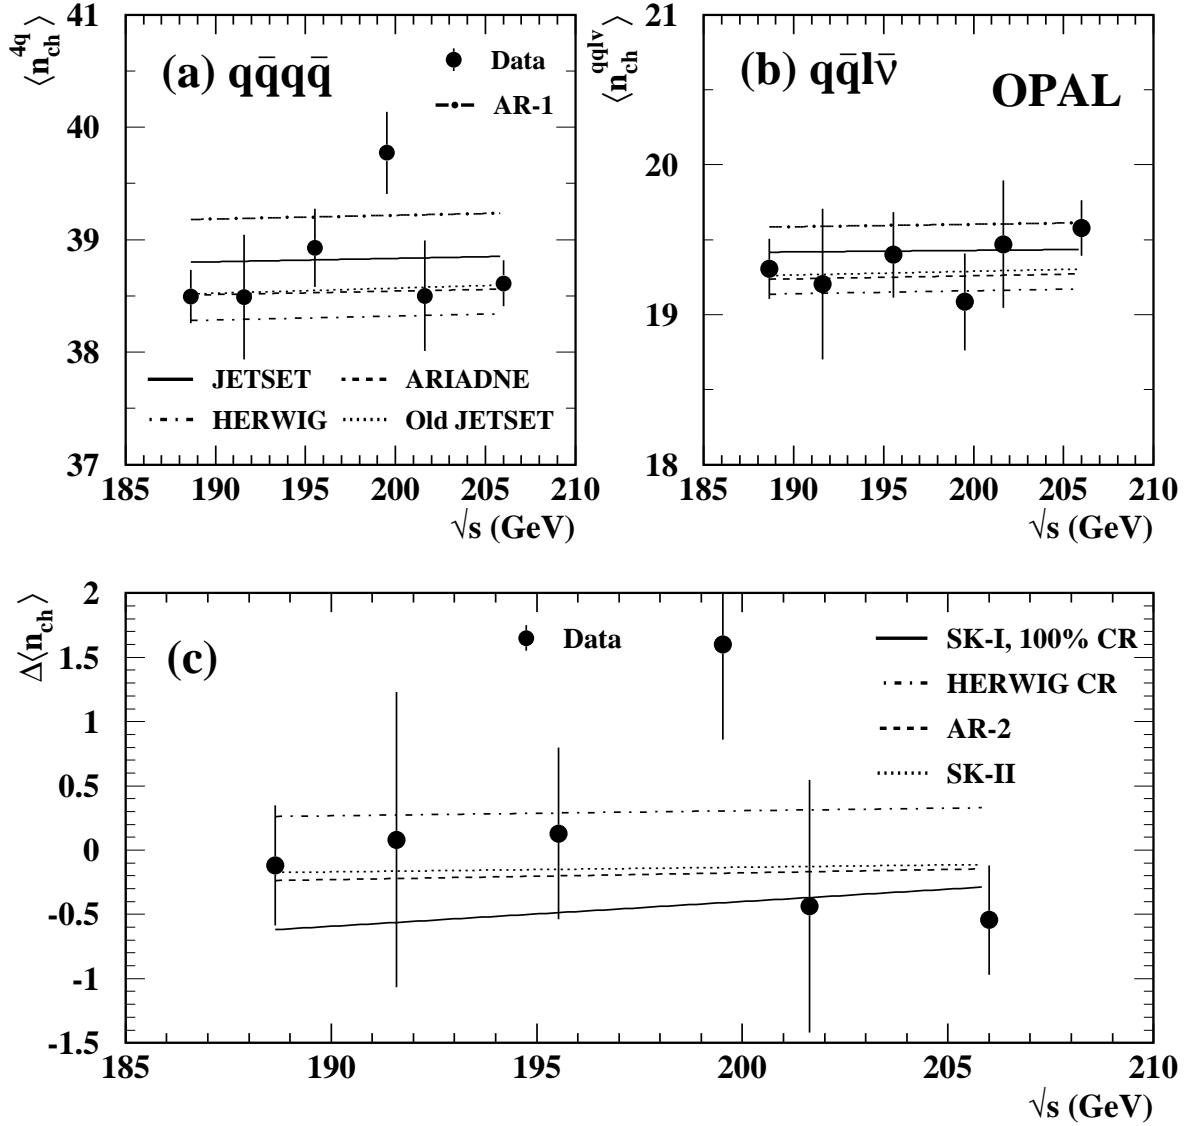 ⟨n_ch^4q⟩
(a) qq̄qq̄
Data
AR-1
41
40
39
38
37
JETSET
ARIADNE
HERWIG
Old JETSET
185 190 195 200 205 210
√s (GeV)
⟨n_ch^qqlν⟩
(b) qq̄lν̄
OPAL
21
20
19
18
185 190 195 200 205 210
√s (GeV)
Δ⟨n_ch⟩
(c)
Data
SK-I, 100% CR
HERWIG CR
AR-2
SK-II
2
1.5
1
0.5
0
-0.5
-1
-1.5
185 190 195 200 205 210
√s (GeV)